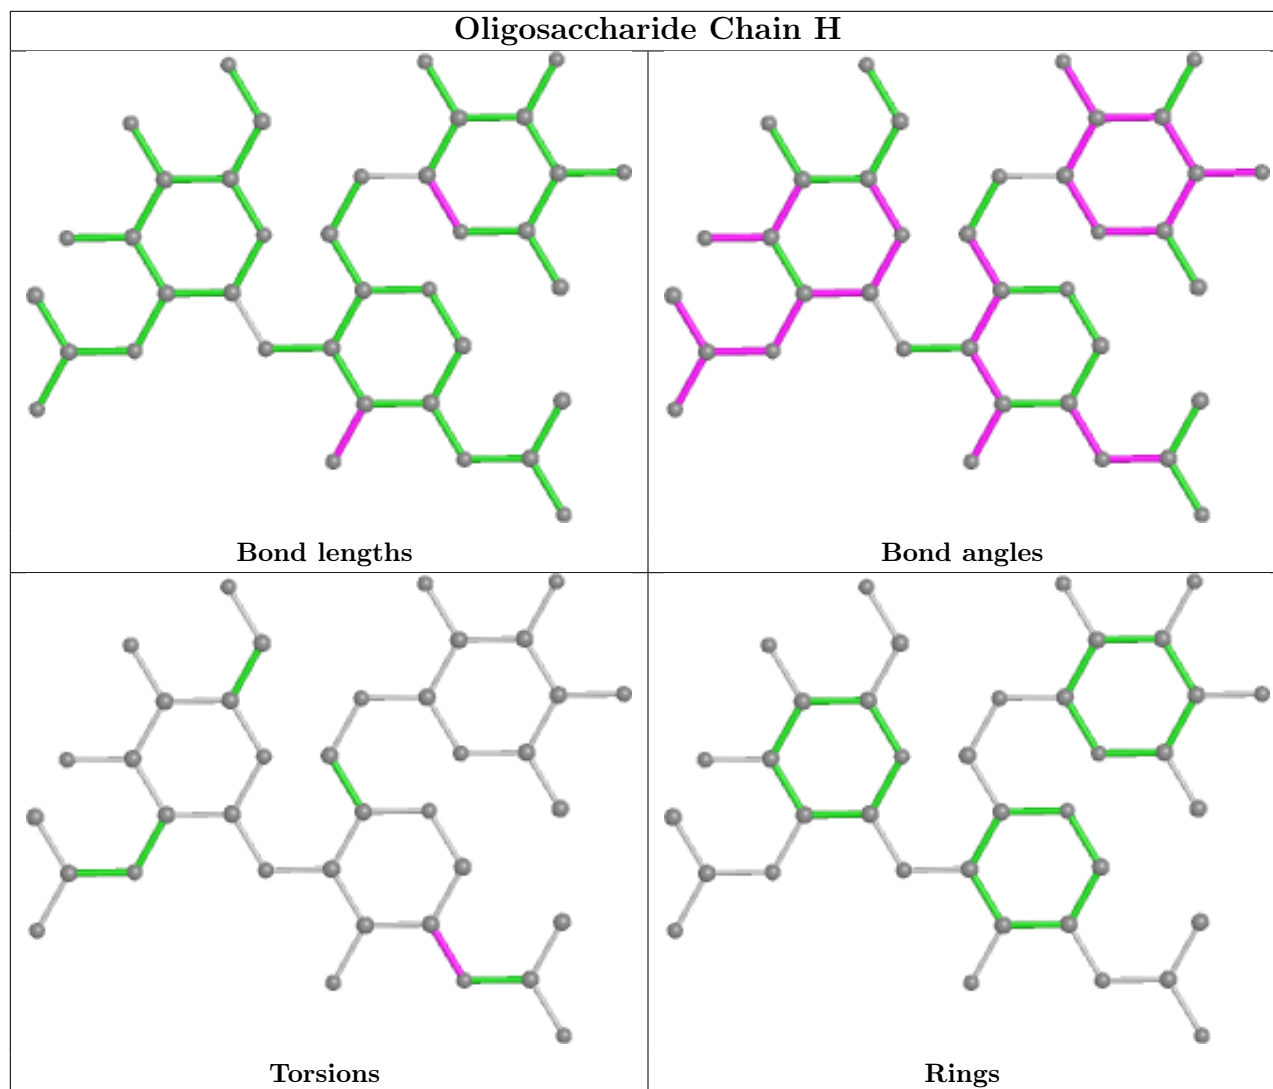 Oligosaccharide Chain H
Bond lengths
Bond angles
Torsions
Rings